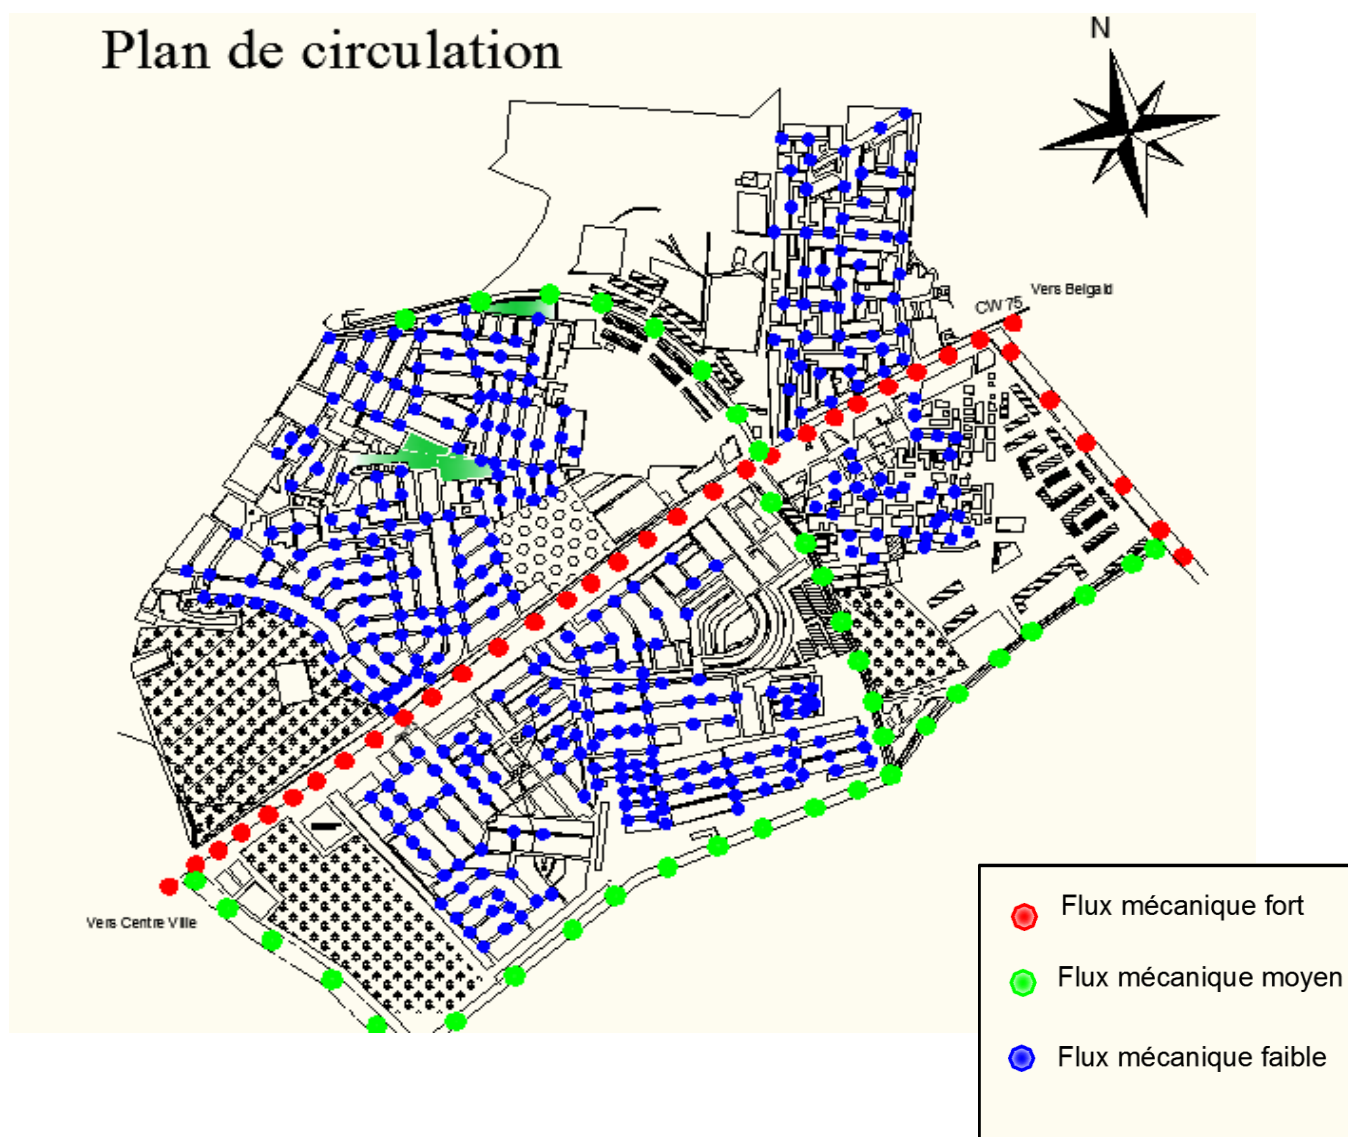 Plan de circulation
N
Vers Belgaid
CW 75
Vers Centre Ville
Flux mécanique fort
Flux mécanique moyen
Flux mécanique faible